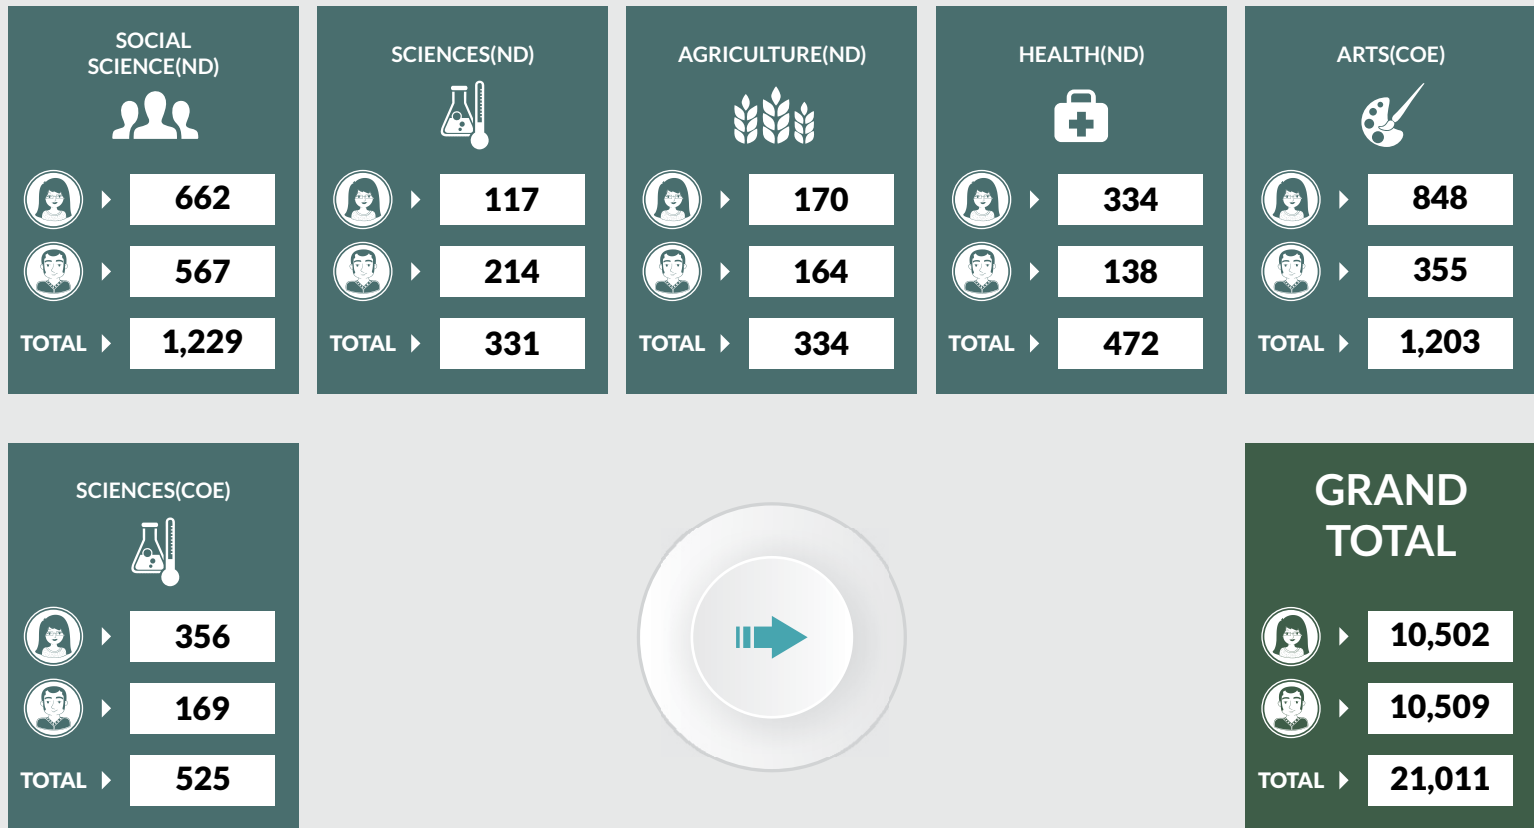 SOCIAL
SCIENCE(ND)
662
567
TOTAL 1,229
SCIENCES(ND)
117
214
TOTAL 331
AGRICULTURE(ND)
170
164
TOTAL 334
HEALTH(ND)
334
138
TOTAL 472
ARTS(COE)
848
355
TOTAL 1,203
SCIENCES(COE)
356
169
TOTAL 525
GRAND
TOTAL
10,502
10,509
TOTAL 21,011